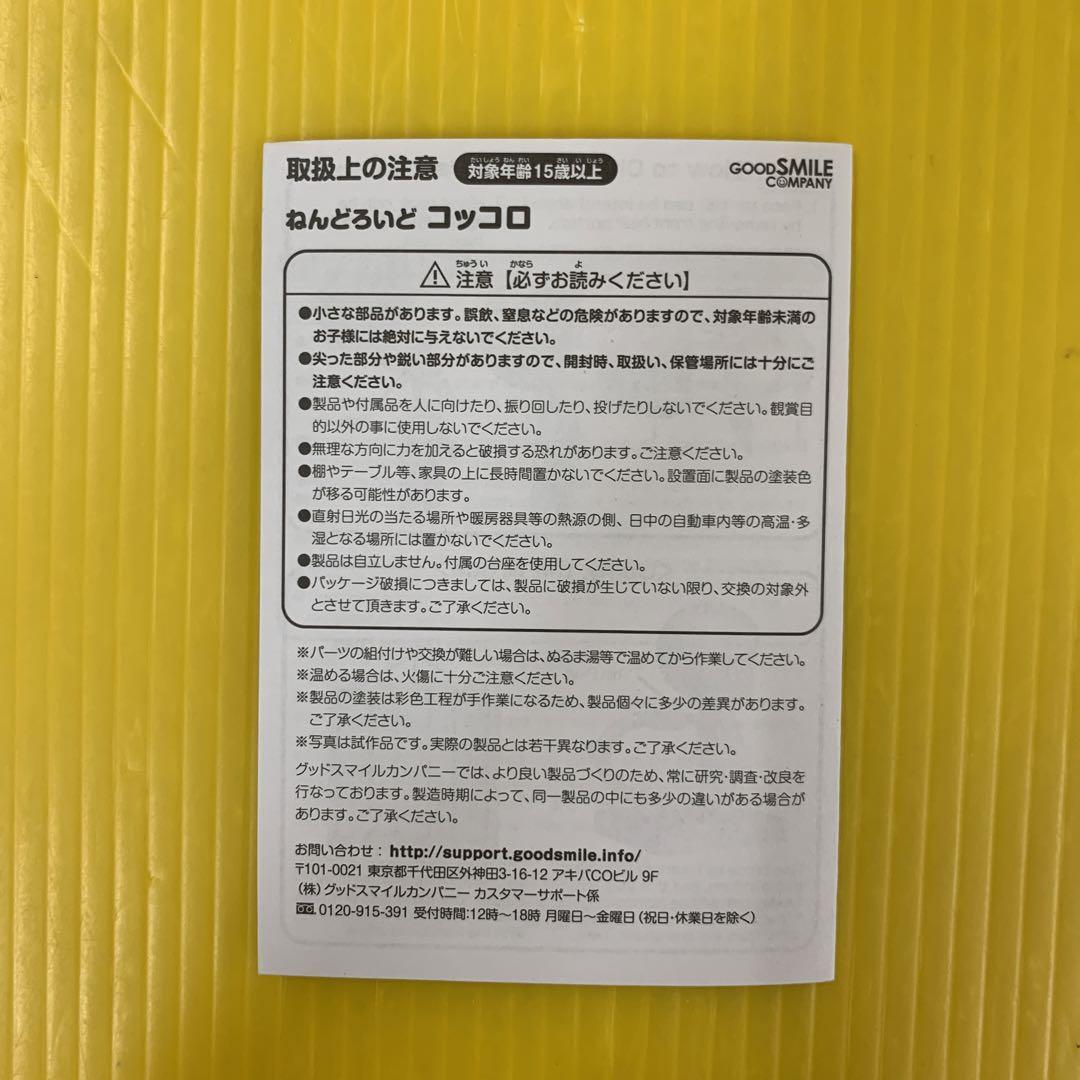 取扱上の注意 対象年齢15歳以上 GOODSMILE COMPANY
たいしょうねんれい さいいじょう
ねんどろいど コッコロ
ちゅうい かなら よ
⚠ 注意【必ずお読みください】
●小さな部品があります。誤飲、窒息などの危険がありますので、対象年齢未満の
お子様には絶対に与えないでください。
●尖った部分や鋭い部分がありますので、開封時、取扱い、保管場所には十分にご
注意ください。
●製品や付属品を人に向けたり、振り回したり、投げたりしないでください。観賞目
的以外の事に使用しないでください。
●無理な方向に力を加えると破損する恐れがあります。ご注意ください。
●棚やテーブル等、家具の上に長時間置かないでください。設置面に製品の塗装色
が移る可能性があります。
●直射日光の当たる場所や暖房器具等の熱源の側、日中の自動車内等の高温・多
湿となる場所には置かないでください。
●製品は自立しません。付属の台座を使用してください。
●パッケージ破損につきましては、製品に破損が生じていない限り、交換の対象外
とさせて頂きます。ご了承ください。
※パーツの組付けや交換が難しい場合は、ぬるま湯等で温めてから作業してください。
※温める場合は、火傷に十分ご注意ください。
※製品の塗装は彩色工程が手作業になるため、製品個々に多少の差異があります。
ご了承ください。
※写真は試作品です。実際の製品とは若干異なります。ご了承ください。
グッドスマイルカンパニーでは、より良い製品づくりのため、常に研究・調査・改良を
行なっております。製造時期によって、同一製品の中にも多少の違いがある場合が
あります。ご了承ください。
お問い合わせ：http://support.goodsmile.info/
〒101-0021 東京都千代田区外神田3-16-12 アキバCOビル 9F
（株）グッドスマイルカンパニー カスタマーサポート係
0120-915-391 受付時間:12時～18時 月曜日～金曜日（祝日・休業日を除く）